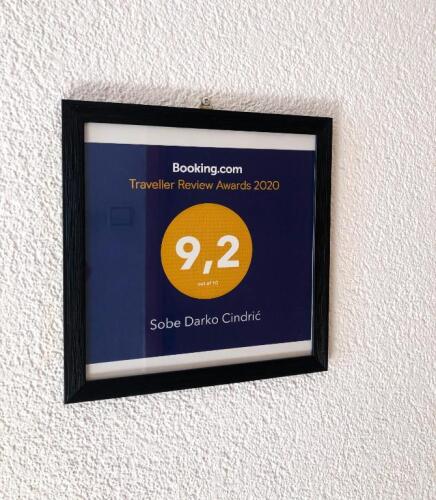 Booking.com
Traveller Review Awards 2020
9,2
out of 10
Sobe Darko Cindrić